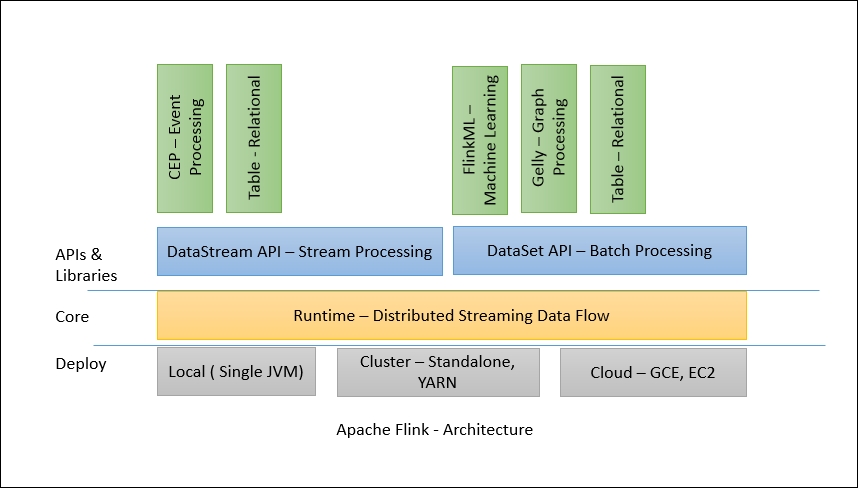 CEP – Event
Processing
Table - Relational
FlinkML –
Machine Learning
Gelly – Graph
Processing
Table – Relational
APIs &
Libraries
DataStream API – Stream Processing
DataSet API – Batch Processing
Core
Runtime – Distributed Streaming Data Flow
Deploy
Local ( Single JVM)
Cluster – Standalone,
YARN
Cloud – GCE, EC2
Apache Flink - Architecture